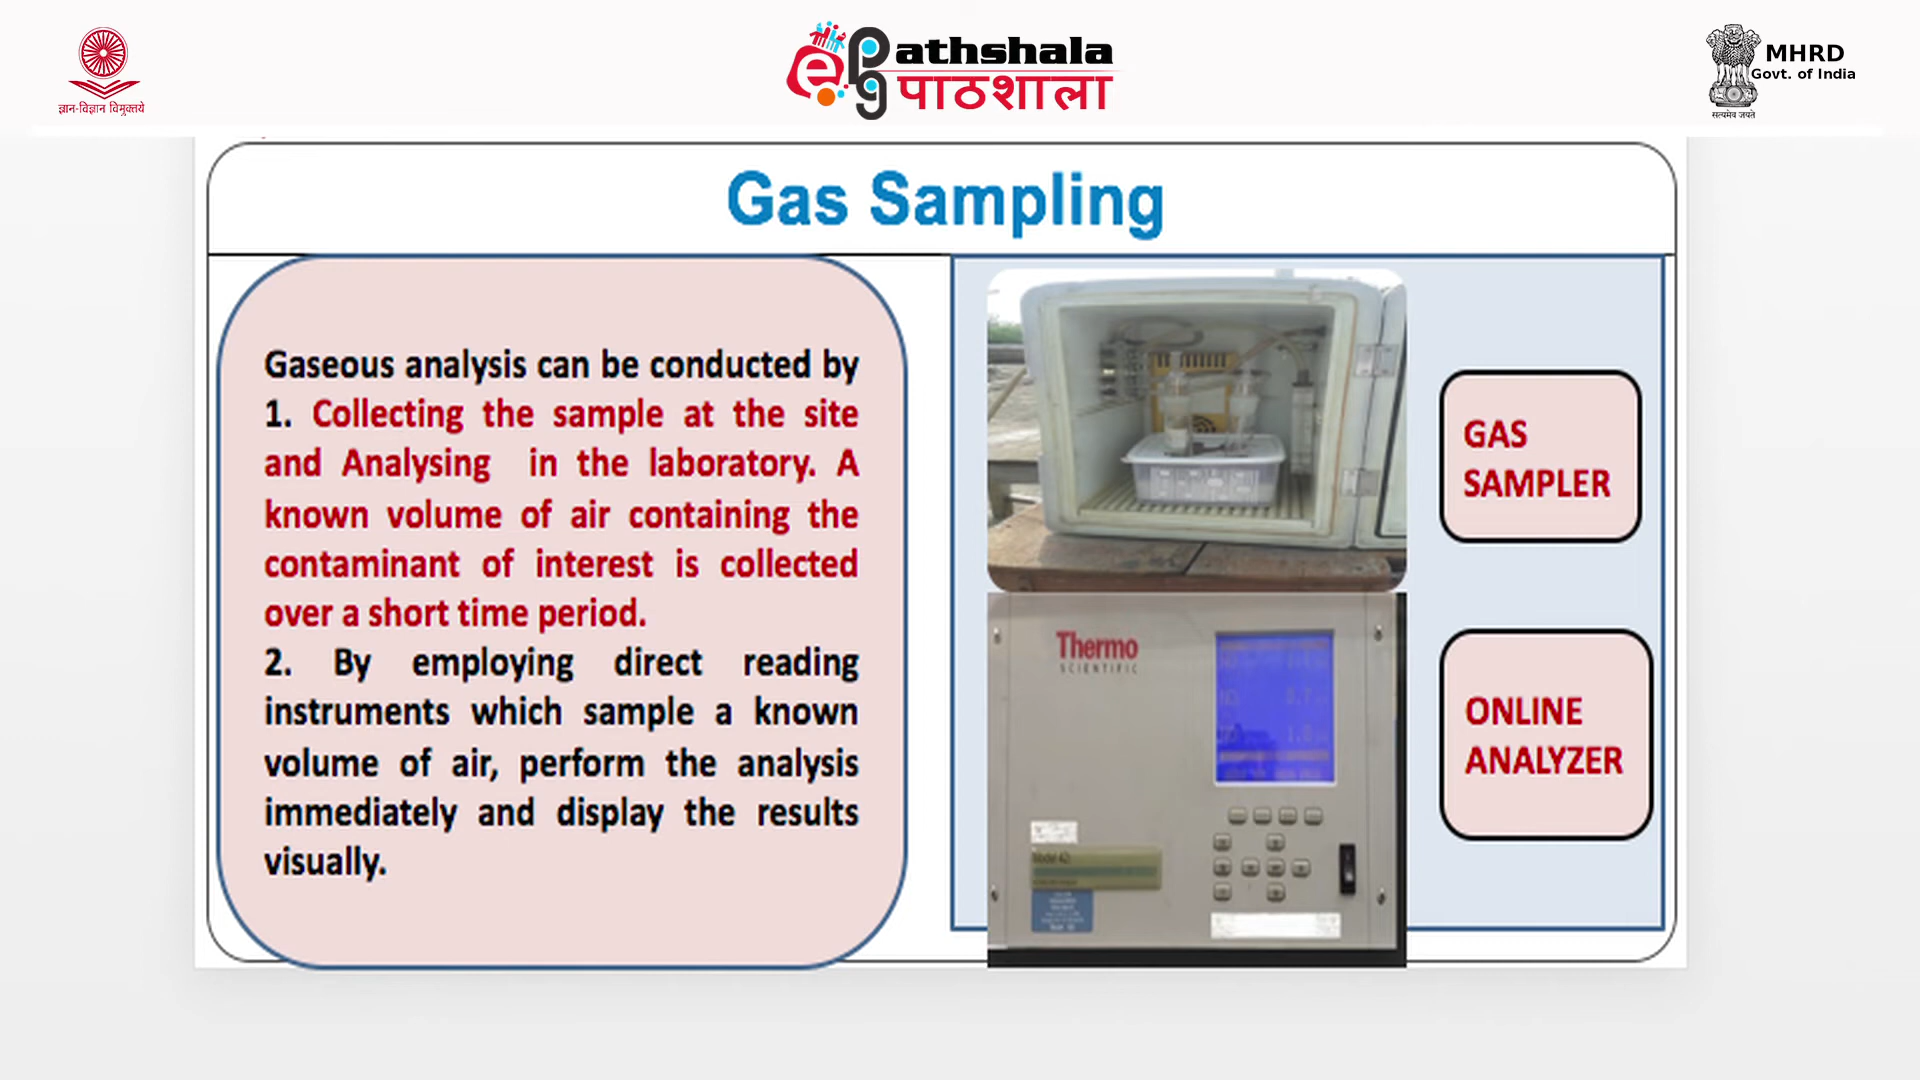 ज्ञान-विज्ञान विमुक्तये
ePathshala
पाठशाला
MHRD
Govt. of India
सत्यमेव जयते
Gas Sampling
Gaseous analysis can be conducted by
1. Collecting the sample at the site
and Analysing in the laboratory. A
known volume of air containing the
contaminant of interest is collected
over a short time period.
2. By employing direct reading
instruments which sample a known
volume of air, perform the analysis
immediately and display the results
visually.
GAS
SAMPLER
Thermo
SCIENTIFIC
ONLINE
ANALYZER